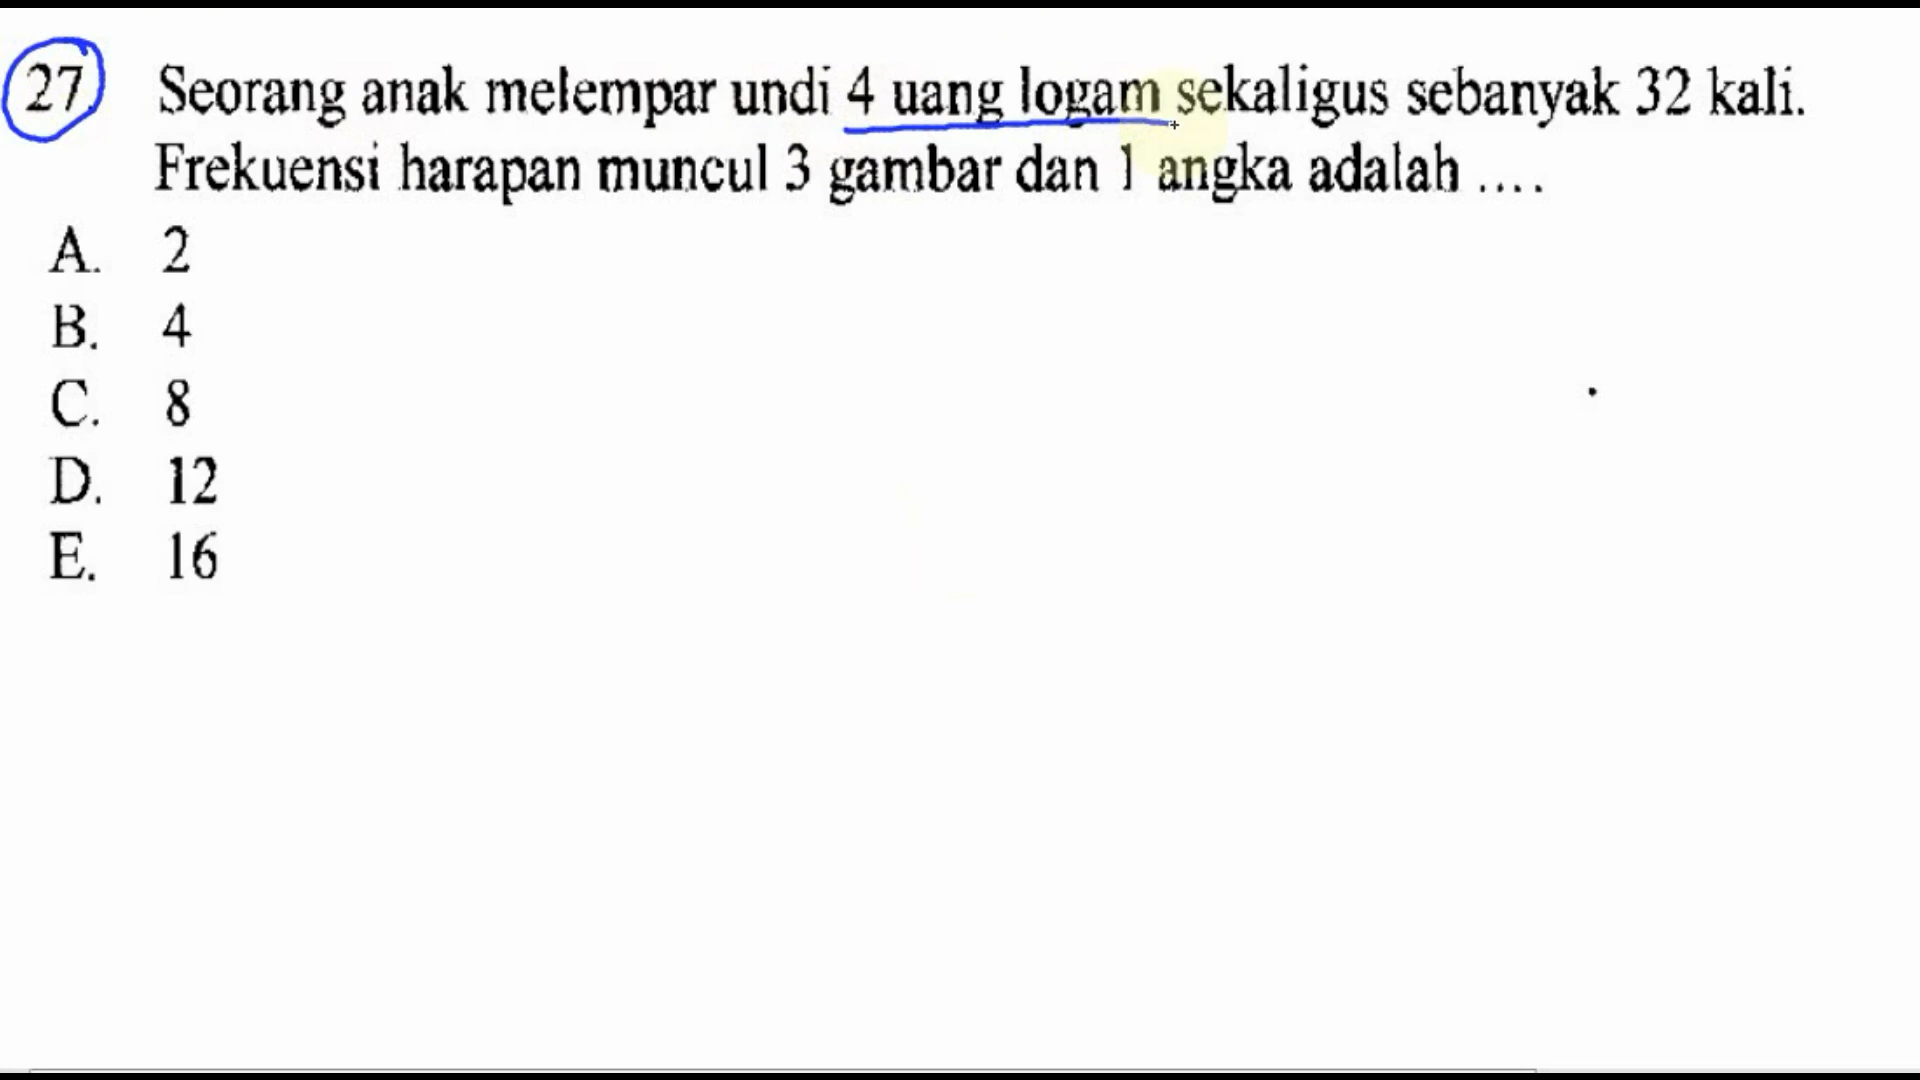 27. Seorang anak melempar undi 4 uang logam sekaligus sebanyak 32 kali.
Frekuensi harapan muncul 3 gambar dan 1 angka adalah ....
A. 2
B. 4
C. 8
D. 12
E. 16